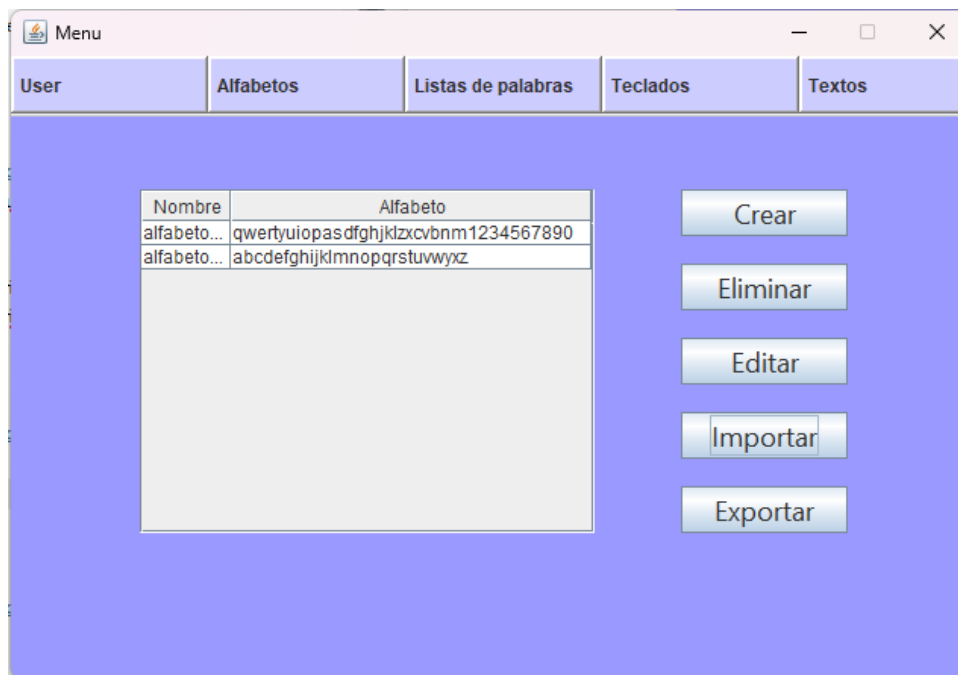 Menu
User Alfabetos Listas de palabras Teclados Textos
Nombre Alfabeto
alfabeto... qwertyuiopasdfghjklzxcvbnm1234567890
alfabeto... abcdefghijklmnopqrstuvwyxz
Crear
Eliminar
Editar
Importar
Exportar